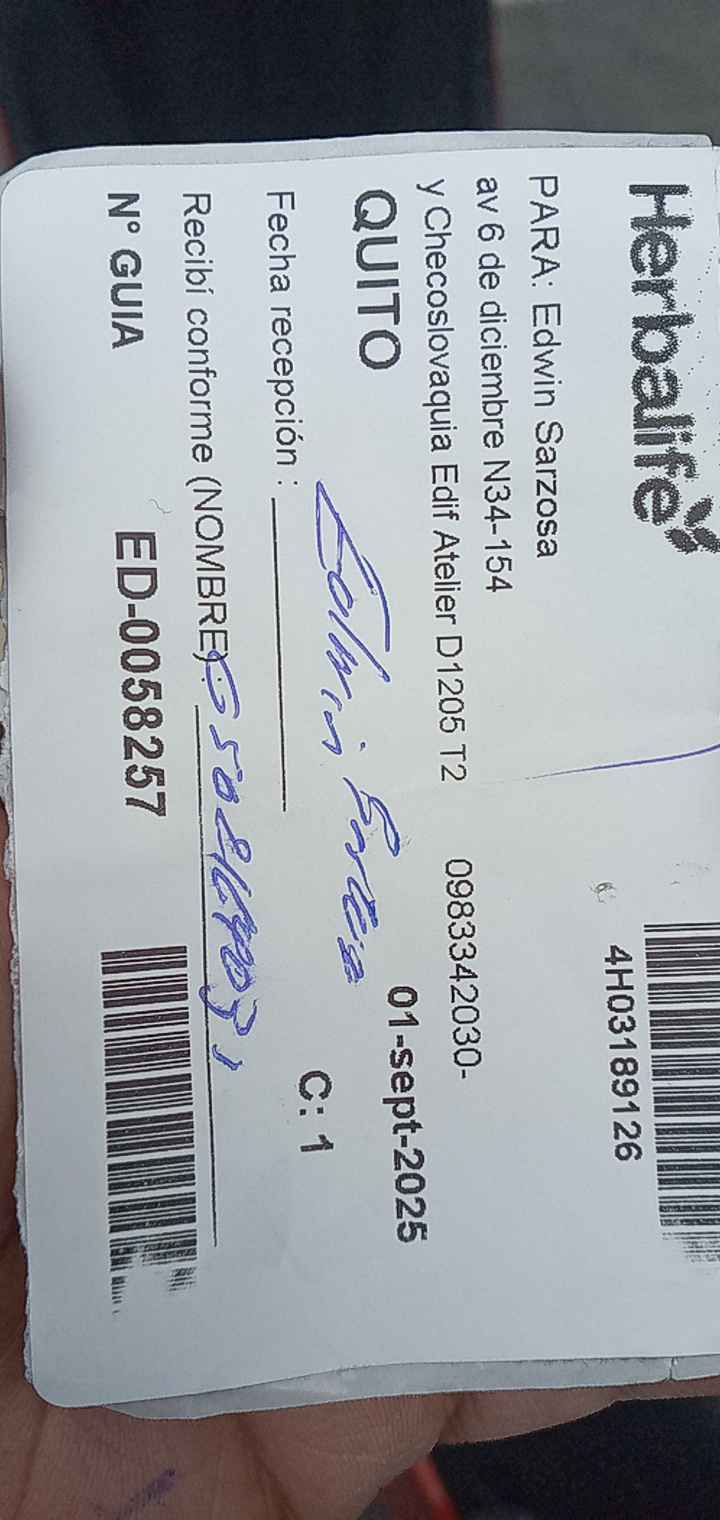 Herbalife
4H03189126
PARA: Edwin Sarzosa
av 6 de diciembre N34-154
y Checoslovaquia Edif Atelier D1205 T2 0983342030-
QUITO 01-sept-2025
Fecha recepción :
C: 1
Recibí conforme (NOMBRE):
N° GUIA ED-0058257